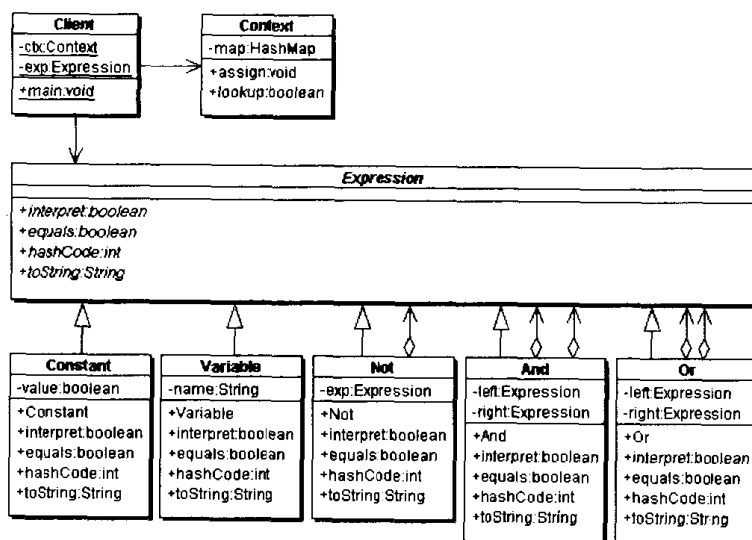 Client
-ctx:Context
-exp:Expression
+main:void
Context
-map:HashMap
+assign:void
+lookup:boolean
Expression
+interpret:boolean
+equals:boolean
+hashCode:int
+toString:String
Constant
-value:boolean
+Constant
+interpret:boolean
+equals:boolean
+hashCode:int
+toString:String
Variable
-name:String
+Variable
+interpret:boolean
+equals:boolean
+hashCode:int
+toString:String
Not
-exp:Expression
+Not
+interpret:boolean
+equals:boolean
+hashCode:int
+toString:String
And
-left:Expression
-right:Expression
+And
+interpret:boolean
+equals:boolean
+hashCode:int
+toString:String
Or
-left:Expression
-right:Expression
+Or
+interpret:boolean
+equals:boolean
+hashCode:int
+toString:String